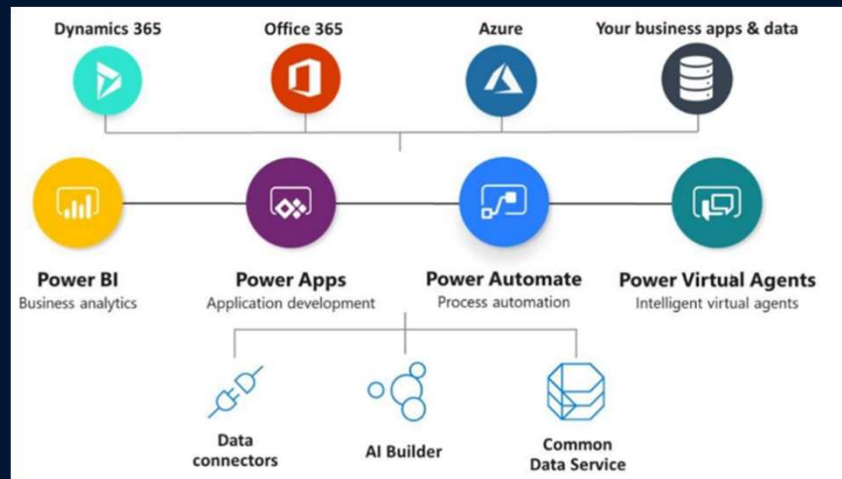 Dynamics 365
Office 365
Azure
Your business apps & data
Power BI
Business analytics
Power Apps
Application development
Power Automate
Process automation
Power Virtual Agents
Intelligent virtual agents
Data
connectors
AI Builder
Common
Data Service